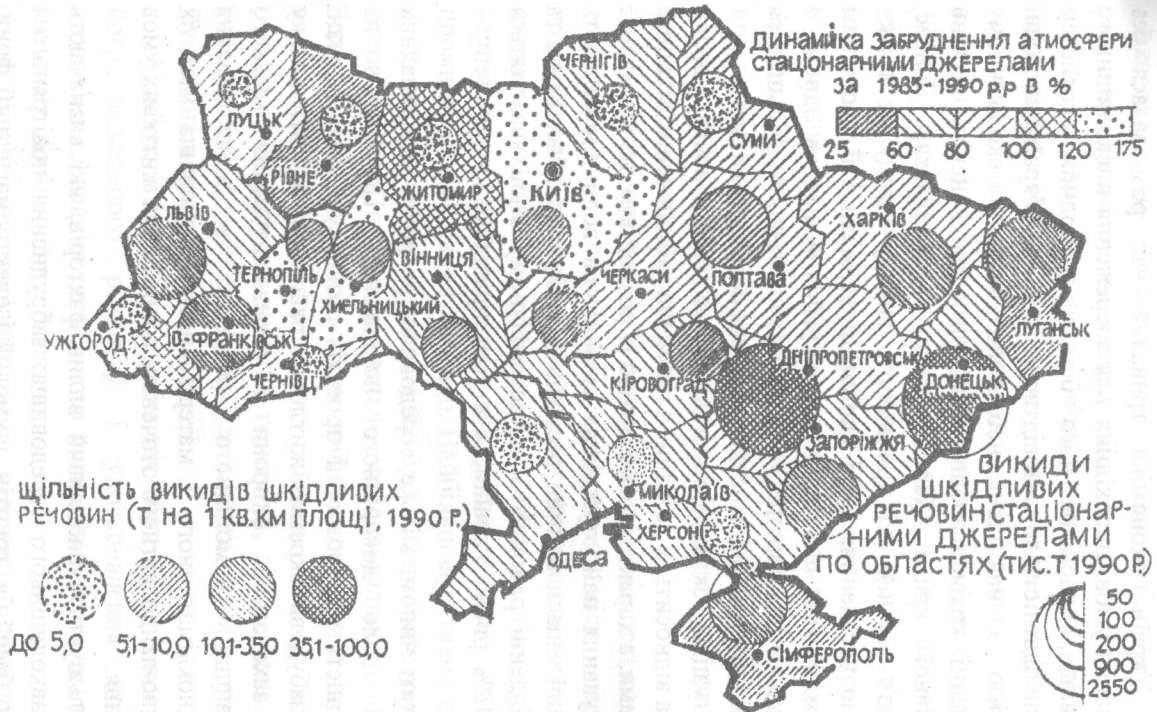 ДИНАМІКА ЗАБРУДНЕННЯ АТМОСФЕРИ
СТАЦІОНАРНИМИ ДЖЕРЕЛАМИ
ЗА 1985-1990 р.р В %
25 60 80 100 120 175
ЧЕРНІГІВ
ЛУЦЬК
СУМИ
РІВНЕ
ЖИТОМИР
КИЇВ
ЛЬВІВ
ХАРКІВ
ТЕРНОПІЛЬ
ВІННИЦЯ
ЧЕРКАСИ
ПОЛТАВА
ХМЕЛЬНИЦЬКИЙ
ЛУГАНСЬК
УЖГОРОД
І.-ФРАНКІВСЬК
ДНІПРОПЕТРОВСЬК
ДОНЕЦЬК
ЧЕРНІВЦІ
КІРОВОГРАД
ЗАПОРІЖЖЯ
МИКОЛАЇВ
ХЕРСОН
ОДЕСА
СІМФЕРОПОЛЬ
ЩІЛЬНІСТЬ ВИКИДІВ ШКІДЛИВИХ
РЕЧОВИН (Т НА 1 КВ.КМ ПЛОЩІ, 1990 Р.)
ДО 5,0 5,1-10,0 10,1-35,0 35,1-100,0
ВИКИДИ
ШКІДЛИВИХ
РЕЧОВИН СТАЦІОНАР-
НИМИ ДЖЕРЕЛАМИ
ПО ОБЛАСТЯХ (ТИС.Т 1990Р.)
50
100
200
900
2550